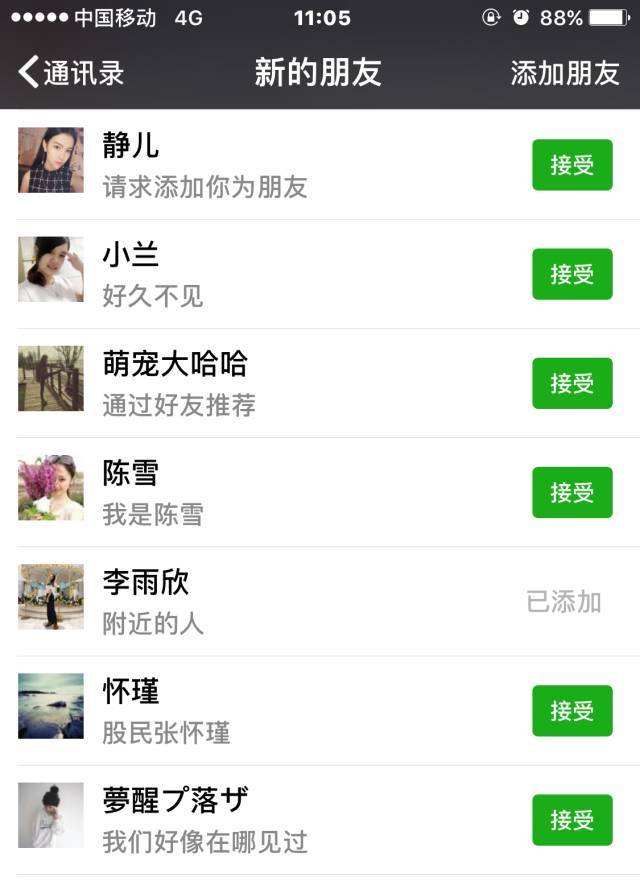 中国移动 4G 11:05 88%
通讯录 新的朋友 添加朋友
静儿
请求添加你为朋友
接受
小兰
好久不见
接受
萌宠大哈哈
通过好友推荐
接受
陈雪
我是陈雪
接受
李雨欣
附近的人
已添加
怀瑾
股民张怀瑾
接受
夢醒プ落ザ
我们好像在哪见过
接受